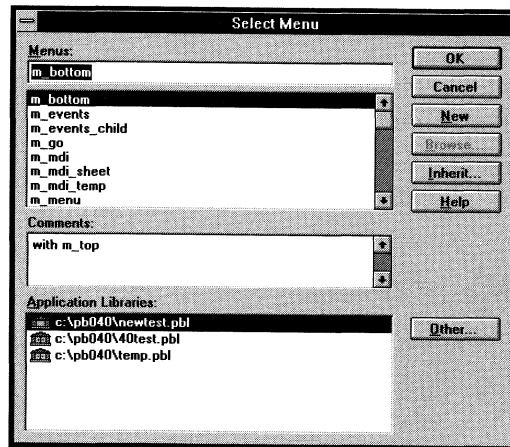 Select Menu
Menus:
m_bottom
m_bottom
m_events
m_events_child
m_go
m_mdi
m_mdi_sheet
m_mdi_temp
m_menu
Comments:
with m_top
Application Libraries:
c:\pb040\newtest.pbl
c:\pb040\40test.pbl
c:\pb040\temp.pbl
OK
Cancel
New
Browse...
Inherit...
Help
Other...